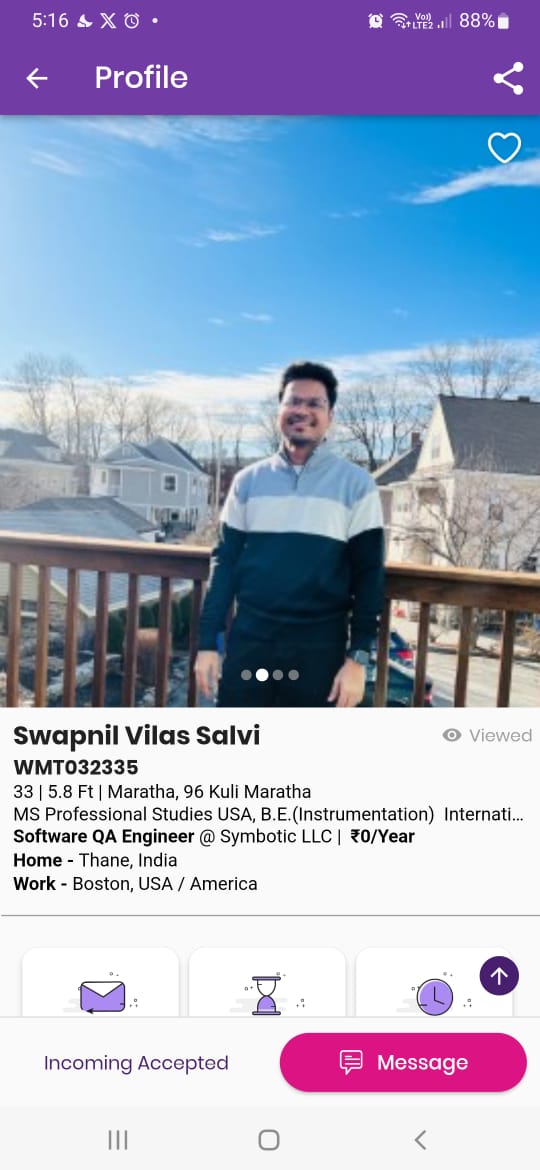 5:16
Vo))
LTE2
88%
Profile
Swapnil Vilas Salvi
Viewed
WMT032335
33 | 5.8 Ft | Maratha, 96 Kuli Maratha
MS Professional Studies USA, B.E.(Instrumentation)  Internati...
Software QA Engineer @ Symbotic LLC |  ₹0/Year
Home - Thane, India
Work - Boston, USA / America
Incoming Accepted
Message